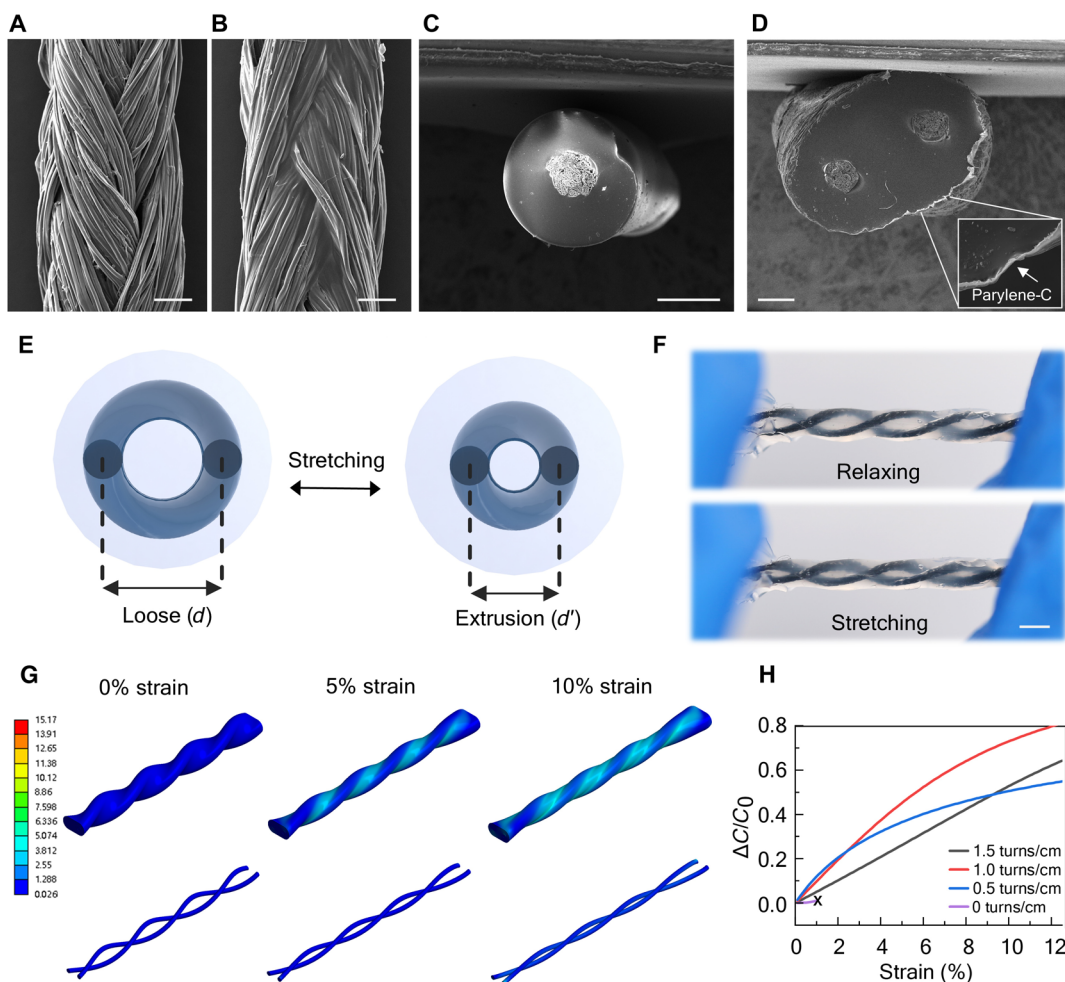 A
B
C
D
Parylene-C
E
Stretching
Loose (d)
Extrusion (d′)
F
Relaxing
Stretching
G
0% strain
5% strain
10% strain
15.17
13.91
12.65
11.38
10.12
8.86
7.598
6.336
5.074
3.812
2.55
1.288
0.026
H
ΔC/C0
0.8
0.6
0.4
0.2
0.0
x
1.5 turns/cm
1.0 turns/cm
0.5 turns/cm
0 turns/cm
0 2 4 6 8 10 12
Strain (%)